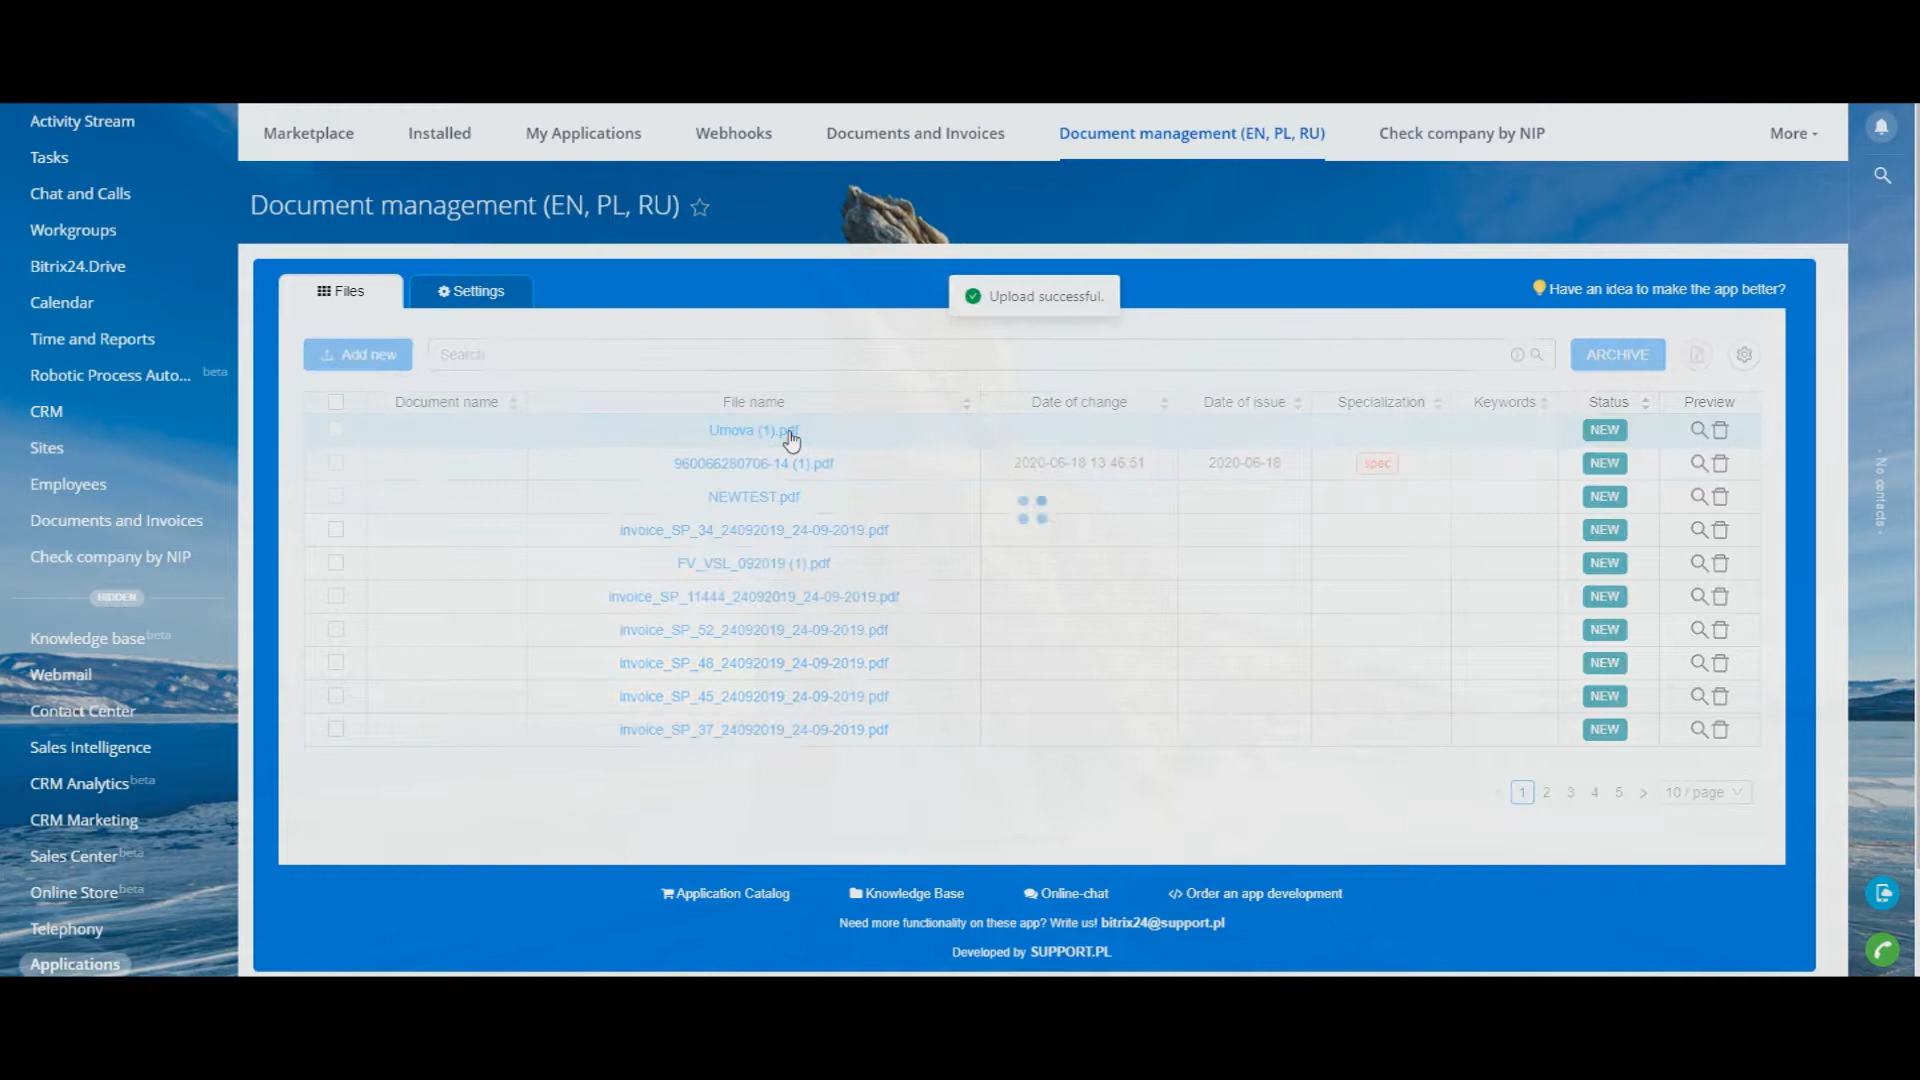 Activity Stream
Tasks
Chat and Calls
Workgroups
Bitrix24.Drive
Calendar
Time and Reports
Robotic Process Auto... beta
CRM
Sites
Employees
Documents and Invoices
Check company by NIP
HIDDEN
Knowledge base beta
Webmail
Contact Center
Sales Intelligence
CRM Analytics beta
CRM Marketing
Sales Center beta
Online Store beta
Telephony
Applications
Marketplace Installed My Applications Webhooks Documents and Invoices Document management (EN, PL, RU) Check company by NIP More
Document management (EN, PL, RU)
Files Settings
Upload successful.
Have an idea to make the app better?
Add new Search ARCHIVE
Document name File name Date of change Date of issue Specialization Keywords Status Preview
Umova (1).pdf NEW
960066280706-14 (1).pdf 2020-06-18 13:46:51 2020-06-18 spec NEW
NEWTEST.pdf NEW
invoice_SP_34_24092019_24-09-2019.pdf NEW
FV_VSL_092019 (1).pdf NEW
invoice_SP_11444_24092019_24-09-2019.pdf NEW
invoice_SP_52_24092019_24-09-2019.pdf NEW
invoice_SP_48_24092019_24-09-2019.pdf NEW
invoice_SP_45_24092019_24-09-2019.pdf NEW
invoice_SP_37_24092019_24-09-2019.pdf NEW
< 1 2 3 4 5 > 10 / page
Application Catalog Knowledge Base Online-chat Order an app development
Need more functionality on these app? Write us! bitrix24@support.pl
Developed by SUPPORT.PL
- No contacts -